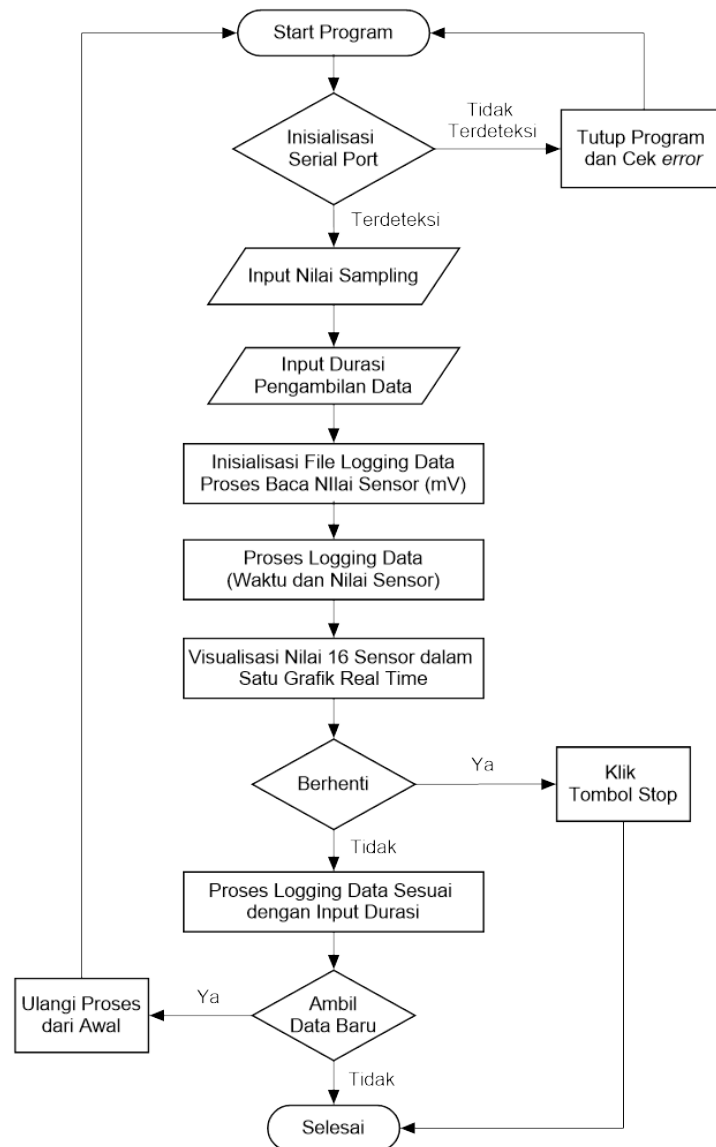 Start Program
Inisialisasi
Serial Port
Tidak
Terdeteksi
Tutup Program
dan Cek error
Terdeteksi
Input Nilai Sampling
Input Durasi
Pengambilan Data
Inisialisasi File Logging Data
Proses Baca NIlai Sensor (mV)
Proses Logging Data
(Waktu dan Nilai Sensor)
Visualisasi Nilai 16 Sensor dalam
Satu Grafik Real Time
Berhenti
Ya
Klik
Tombol Stop
Tidak
Proses Logging Data Sesuai
dengan Input Durasi
Ambil
Data Baru
Ya
Ulangi Proses
dari Awal
Tidak
Selesai